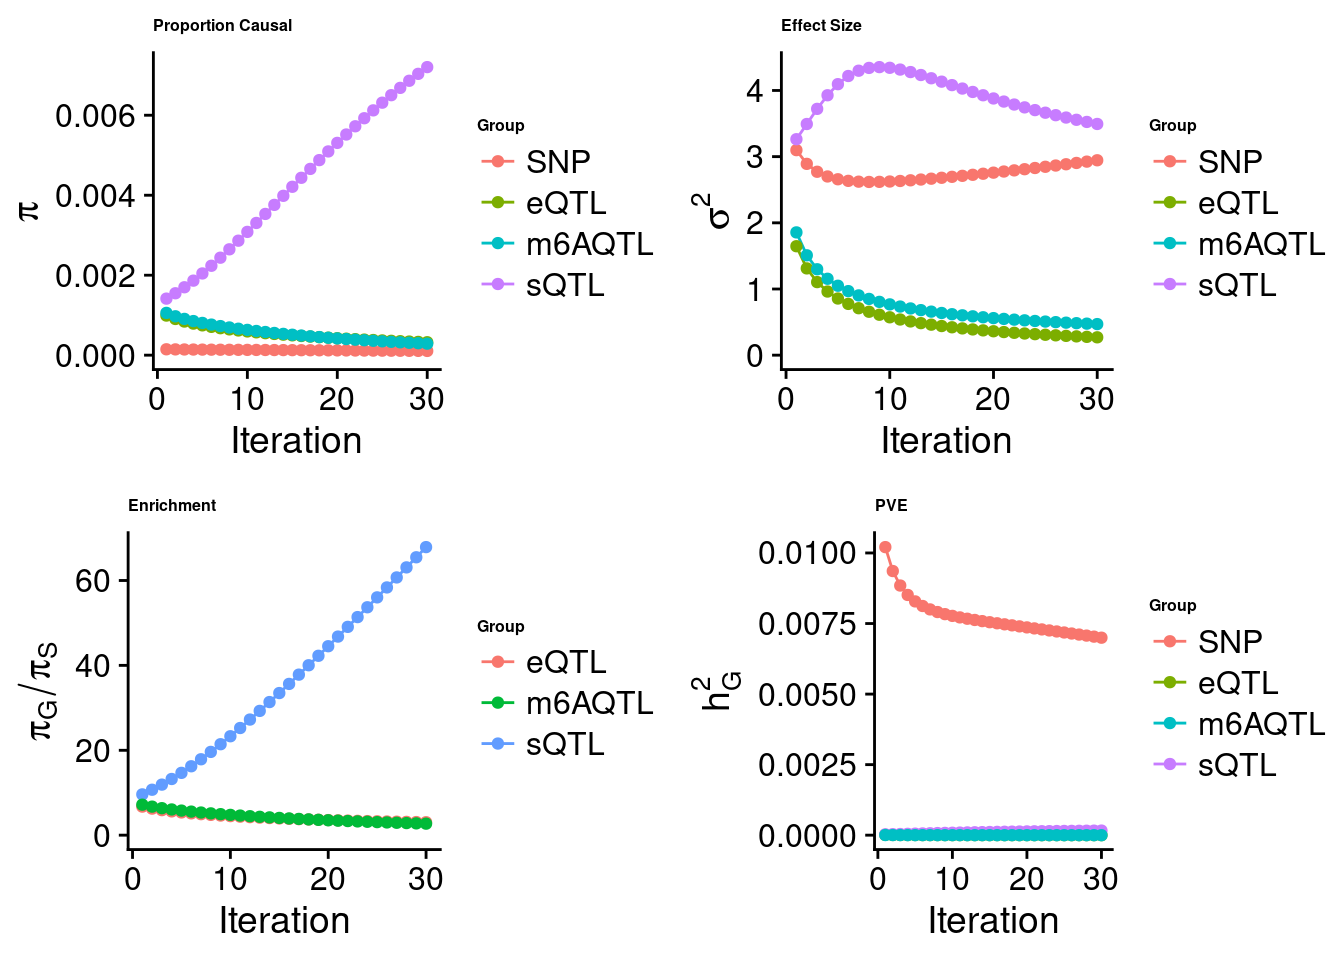 Proportion Causal
π
0.006
0.004
0.002
0.000
0 10 20 30
Iteration
Group
SNP
eQTL
m6AQTL
sQTL
Effect Size
σ²
4
3
2
1
0
0 10 20 30
Iteration
Group
SNP
eQTL
m6AQTL
sQTL
Enrichment
π_G/π_S
60
40
20
0
0 10 20 30
Iteration
Group
eQTL
m6AQTL
sQTL
PVE
h²_G
0.0100
0.0075
0.0050
0.0025
0.0000
0 10 20 30
Iteration
Group
SNP
eQTL
m6AQTL
sQTL